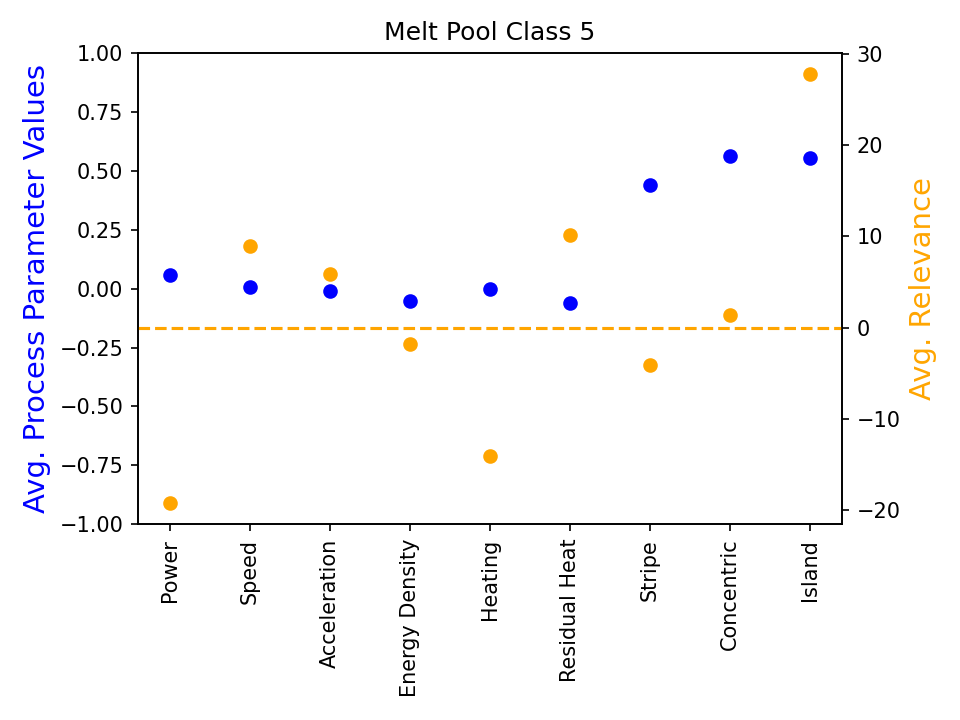 Melt Pool Class 5
Avg. Process Parameter Values
1.00
0.75
0.50
0.25
0.00
−0.25
−0.50
−0.75
−1.00
30
20
10
0
−10
−20
Avg. Relevance
Power
Speed
Acceleration
Energy Density
Heating
Residual Heat
Stripe
Concentric
Island